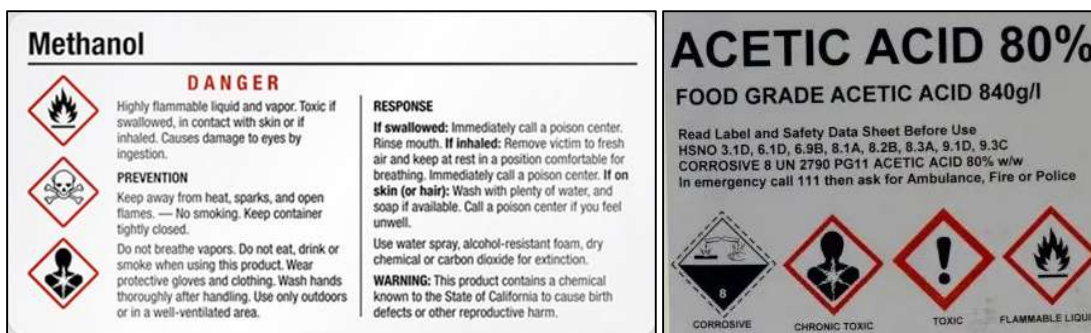 Methanol
DANGER
Highly flammable liquid and vapor. Toxic if
swallowed, in contact with skin or if
inhaled. Causes damage to eyes by
ingestion.
PREVENTION
Keep away from heat, sparks, and open
flames. — No smoking. Keep container
tightly closed.
Do not breathe vapors. Do not eat, drink or
smoke when using this product. Wear
protective gloves and clothing. Wash hands
thoroughly after handling. Use only outdoors
or in a well-ventilated area.
RESPONSE
If swallowed: Immediately call a poison center.
Rinse mouth. If inhaled: Remove victim to fresh
air and keep at rest in a position comfortable for
breathing. Immediately call a poison center. If on
skin (or hair): Wash with plenty of water, and
soap if available. Call a poison center if you feel
unwell.
Use water spray, alcohol-resistant foam, dry
chemical or carbon dioxide for extinction.
WARNING: This product contains a chemical
known to the State of California to cause birth
defects or other reproductive harm.
ACETIC ACID 80%
FOOD GRADE ACETIC ACID 840g/l
Read Label and Safety Data Sheet Before Use
HSNO 3.1D, 6.1D, 6.9B, 8.1A, 8.2B, 8.3A, 9.1D, 9.3C
CORROSIVE 8 UN 2790 PG11 ACETIC ACID 80% w/w
In emergency call 111 then ask for Ambulance, Fire or Police
8
CORROSIVE
CHRONIC TOXIC
TOXIC
FLAMMABLE LIQUI